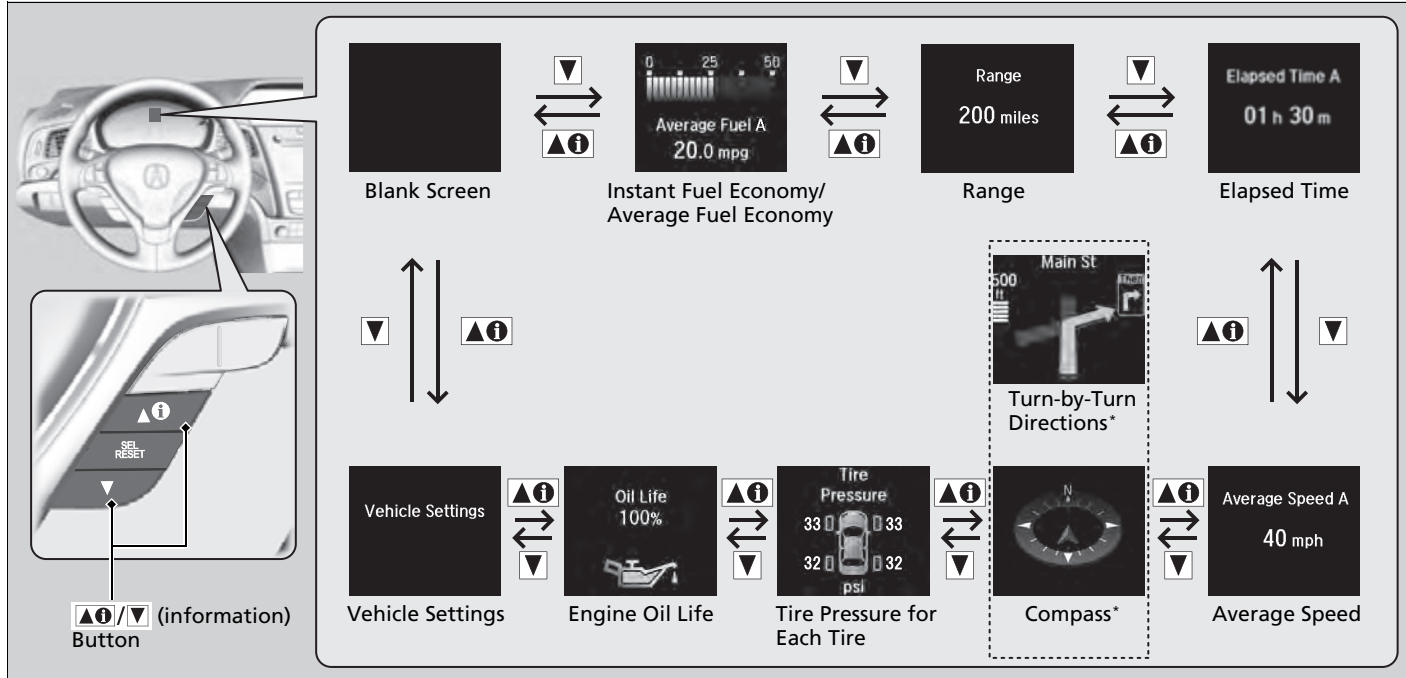 Blank Screen
0 25 50
Average Fuel A
20.0 mpg
Instant Fuel Economy/
Average Fuel Economy
Range
200 miles
Range
Elapsed Time A
01 h 30 m
Elapsed Time
▼
▲i
▼
▲i
▼
▲i
▼
▲i
Main St
500
ft
Then
Turn-by-Turn
Directions*
▲i
▼
▲i
SEL
RESET
▼
▲i/▼ (information)
Button
Vehicle Settings
Vehicle Settings
▲i
▼
Oil Life
100%
Engine Oil Life
▲i
▼
Tire
Pressure
33 33
32 32
psi
Tire Pressure for
Each Tire
▲i
▼
N
Compass*
▲i
▼
Average Speed A
40 mph
Average Speed